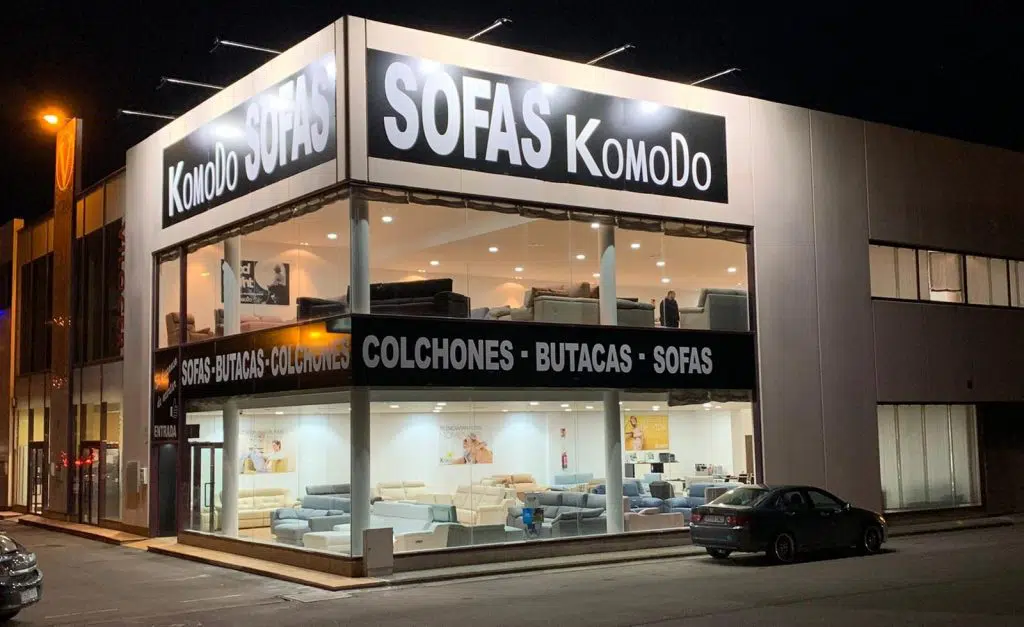 KOMODO SOFAS
SOFAS KOMODO
SOFAS-BUTACAS-COLCHONES
COLCHONES - BUTACAS - SOFAS
ENTRADA